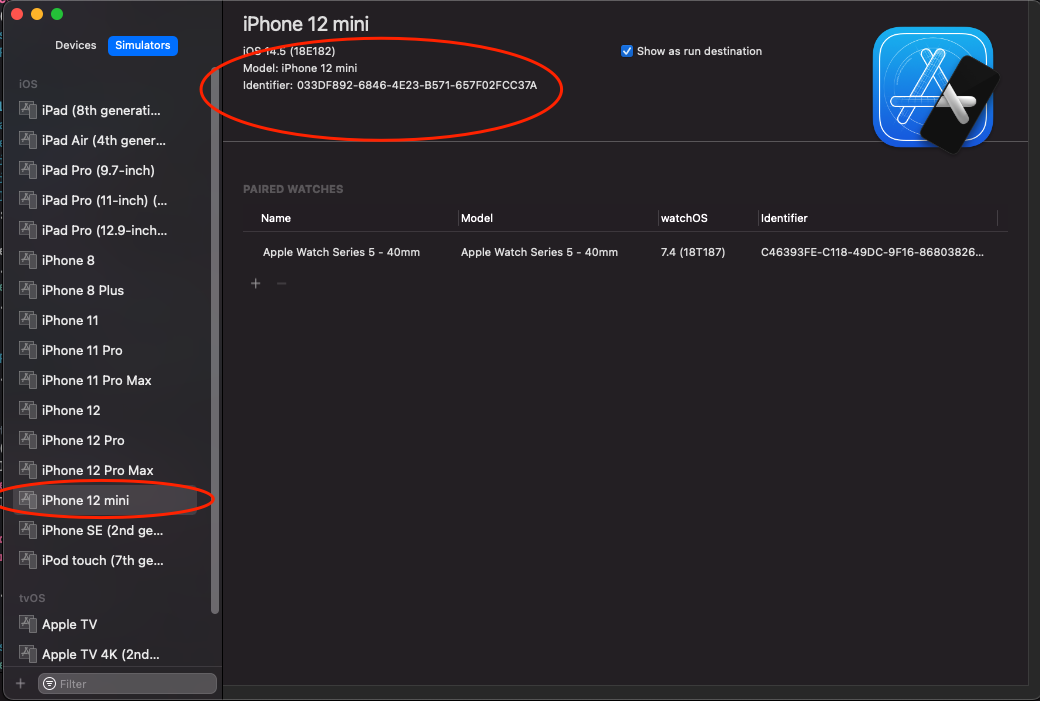 iPhone 12 mini
Devices Simulators
iOS 14.5 (18E182)
Show as run destination
Model: iPhone 12 mini
Identifier: 033DF892-6846-4E23-B571-657F02FCC37A
iOS
iPad (8th generati...
iPad Air (4th gener...
iPad Pro (9.7-inch)
iPad Pro (11-inch) (...
iPad Pro (12.9-inch...
iPhone 8
iPhone 8 Plus
iPhone 11
iPhone 11 Pro
iPhone 11 Pro Max
iPhone 12
iPhone 12 Pro
iPhone 12 Pro Max
iPhone 12 mini
iPhone SE (2nd ge...
iPod touch (7th ge...
tvOS
Apple TV
Apple TV 4K (2nd...
Filter
PAIRED WATCHES
Name Model watchOS Identifier
Apple Watch Series 5 - 40mm Apple Watch Series 5 - 40mm 7.4 (18T187) C46393FE-C118-49DC-9F16-86803826...